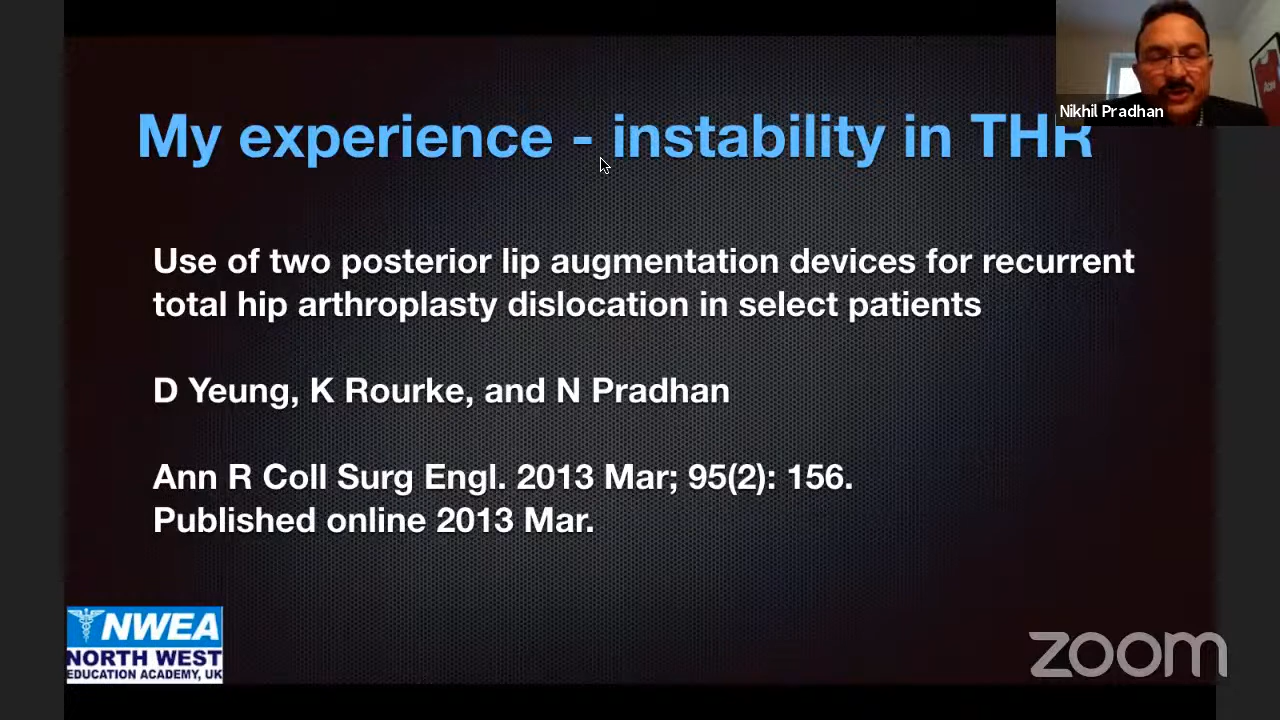 Nikhil Pradhan
My experience - instability in THR
Use of two posterior lip augmentation devices for recurrent
total hip arthroplasty dislocation in select patients
D Yeung, K Rourke, and N Pradhan
Ann R Coll Surg Engl. 2013 Mar; 95(2): 156.
Published online 2013 Mar.
NWEA
NORTH WEST
EDUCATION ACADEMY, UK
zoom